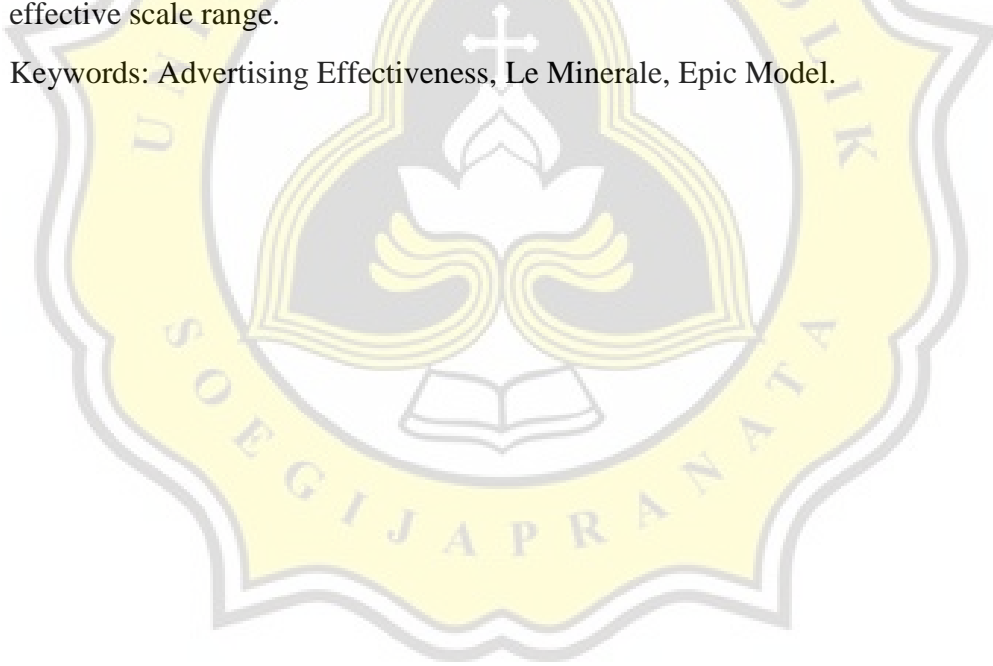 effective scale range.
Keywords: Advertising Effectiveness, Le Minerale, Epic Model.
SOEGIJAPRANATA